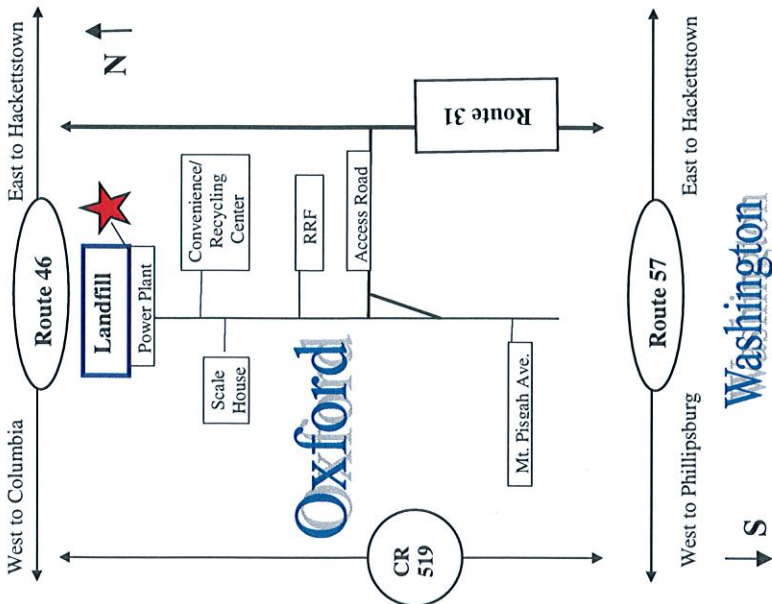 West to Columbia
East to Hackettstown
Route 46
N
Landfill
Power Plant
Convenience/
Recycling
Center
Scale
House
RRF
Access Road
Oxford
Route 31
CR
519
Mt. Pisgah Ave.
Route 57
West to Phillipsburg
East to Hackettstown
S
Washington